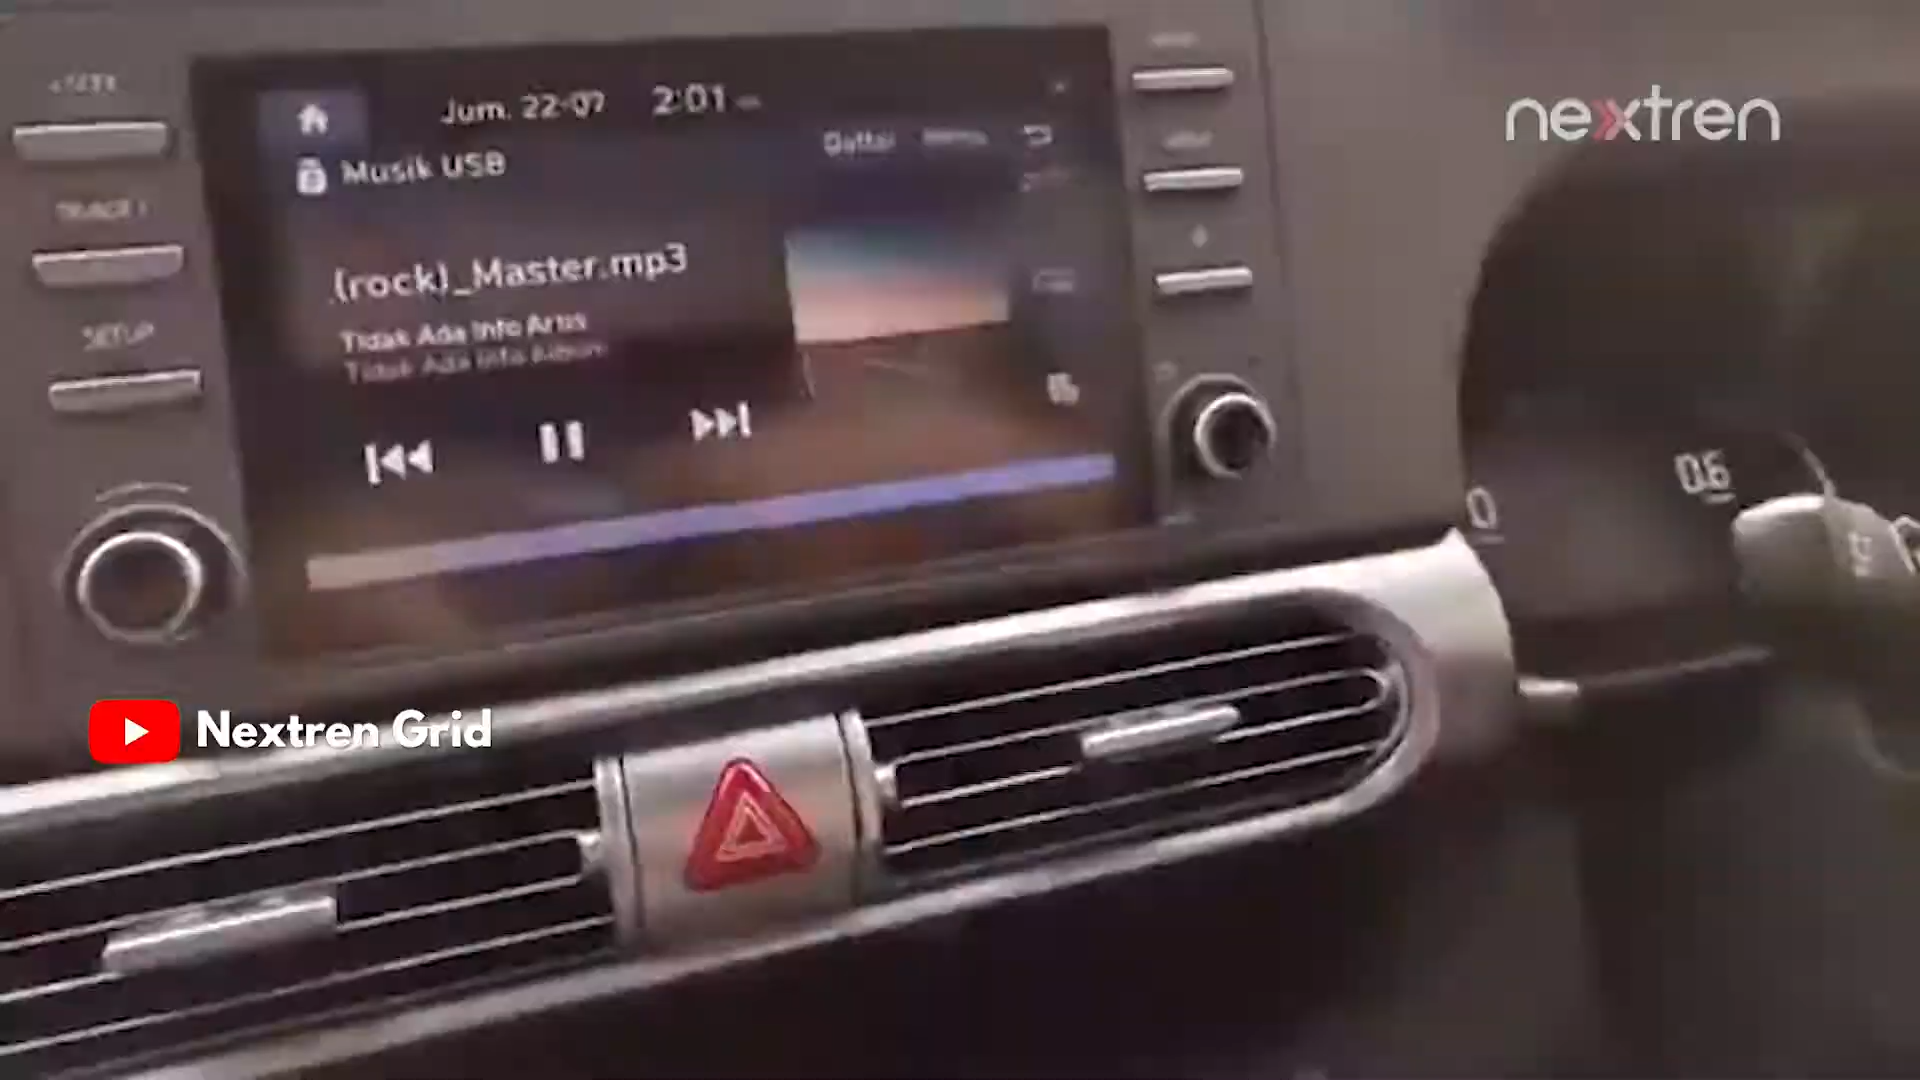 nextren
Jum. 22-07 2:01
Musik USB
(rock)_Master.mp3
Tidak Ada Info Artis
Tidak Ada Info Album
SETUP
0
0.6
Nextren Grid